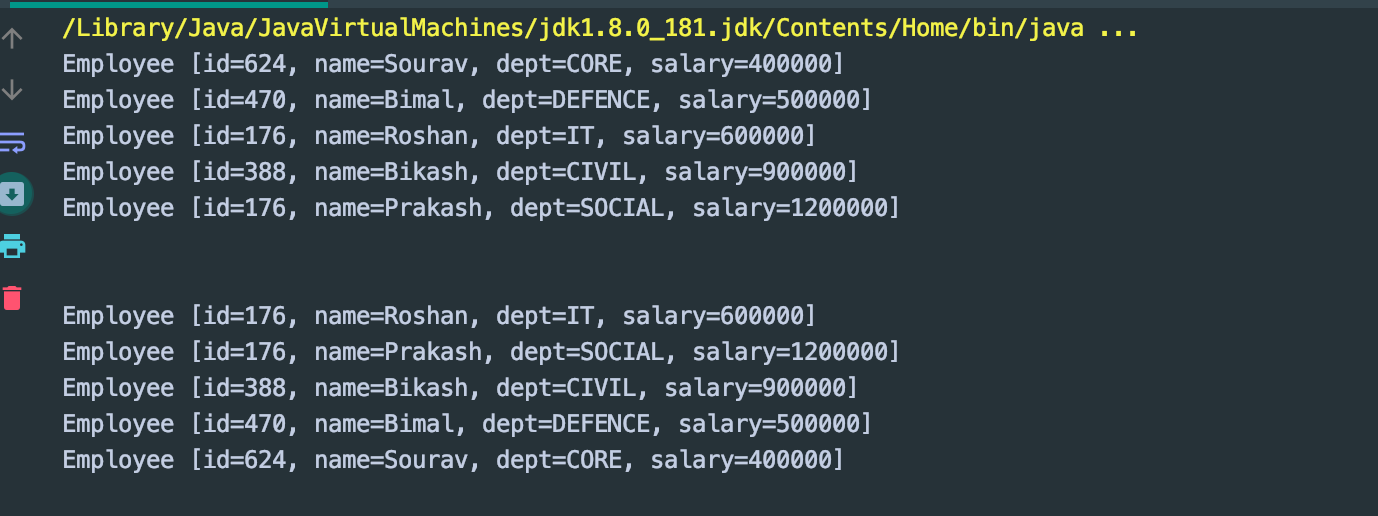 /Library/Java/JavaVirtualMachines/jdk1.8.0_181.jdk/Contents/Home/bin/java ...
Employee [id=624, name=Sourav, dept=CORE, salary=400000]
Employee [id=470, name=Bimal, dept=DEFENCE, salary=500000]
Employee [id=176, name=Roshan, dept=IT, salary=600000]
Employee [id=388, name=Bikash, dept=CIVIL, salary=900000]
Employee [id=176, name=Prakash, dept=SOCIAL, salary=1200000]
Employee [id=176, name=Roshan, dept=IT, salary=600000]
Employee [id=176, name=Prakash, dept=SOCIAL, salary=1200000]
Employee [id=388, name=Bikash, dept=CIVIL, salary=900000]
Employee [id=470, name=Bimal, dept=DEFENCE, salary=500000]
Employee [id=624, name=Sourav, dept=CORE, salary=400000]